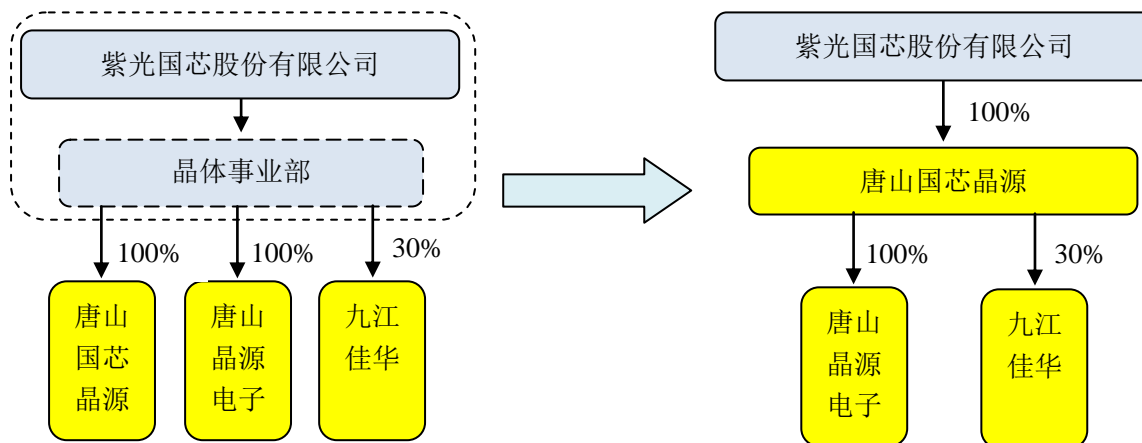 紫光国芯股份有限公司
晶体事业部
100%
100%
30%
唐山
国芯
晶源
唐山
晶源
电子
九江
佳华
紫光国芯股份有限公司
100%
唐山国芯晶源
100%
30%
唐山
晶源
电子
九江
佳华